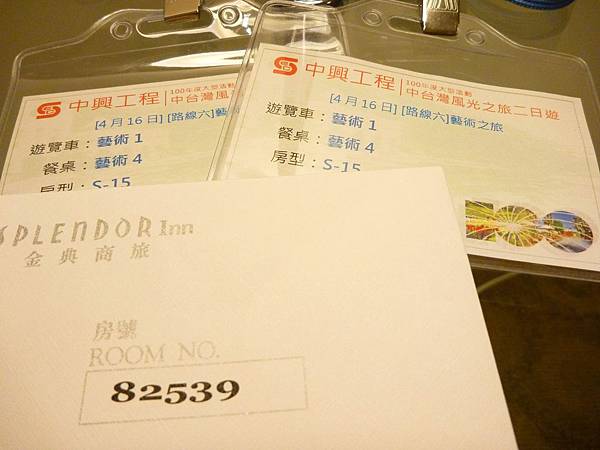 中興工程 100年度大型活動
中台灣風
[4月16日] [路線六]藝
遊覽車：藝術 1
餐桌：藝術 4
房型：S-15
中興工程 100年度大型活動
中台灣風光之旅二日遊
[4月16日] [路線六]藝術之旅
遊覽車：藝術 1
餐桌：藝術 4
房型：S-15
100
SPLENDOR Inn
金典商旅
房號
ROOM NO.
82539